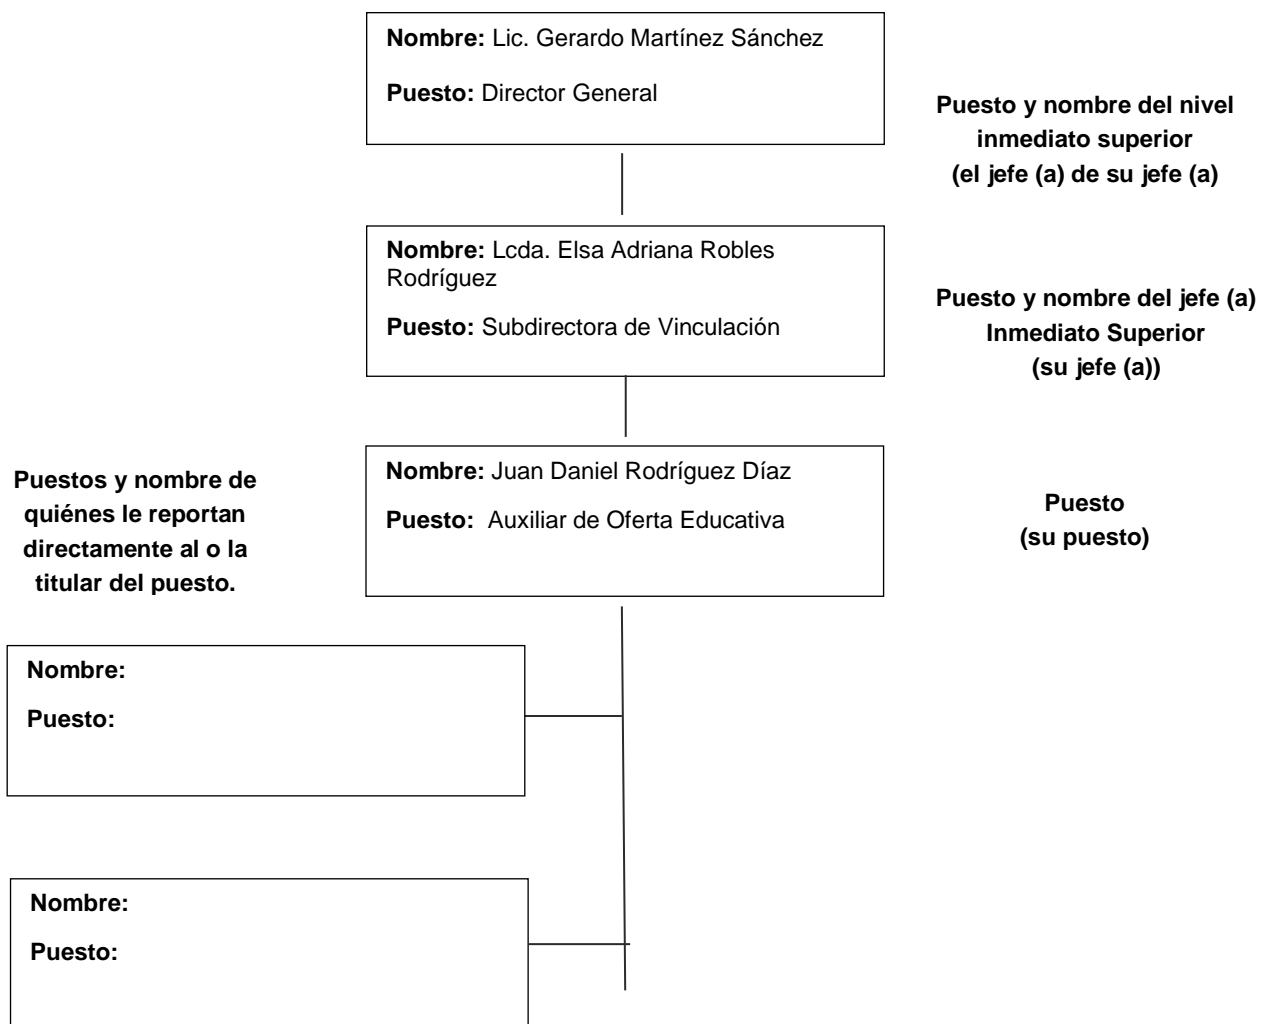 Nombre: Lic. Gerardo Martínez Sánchez
Puesto: Director General
Puesto y nombre del nivel
inmediato superior
(el jefe (a) de su jefe (a)
Nombre: Lcda. Elsa Adriana Robles
Rodríguez
Puesto: Subdirectora de Vinculación
Puesto y nombre del jefe (a)
Inmediato Superior
(su jefe (a))
Nombre: Juan Daniel Rodríguez Díaz
Puesto: Auxiliar de Oferta Educativa
Puesto
(su puesto)
Puestos y nombre de
quiénes le reportan
directamente al o la
titular del puesto.
Nombre:
Puesto:
Nombre:
Puesto: